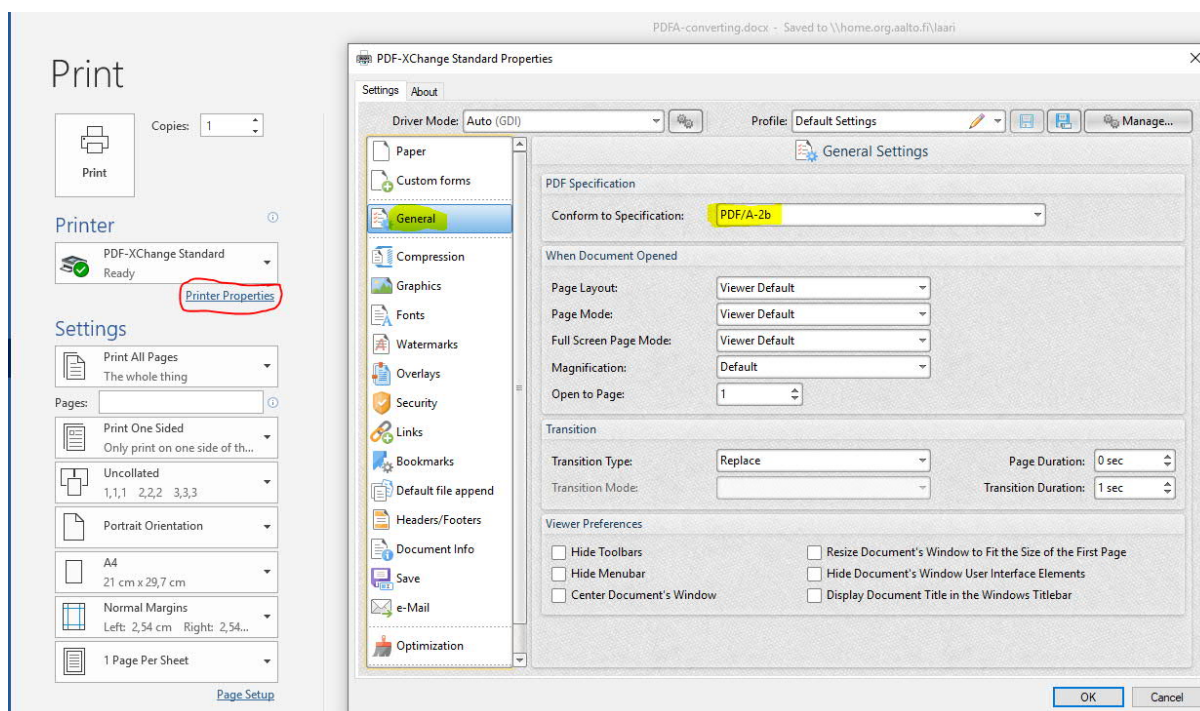 PDFA-converting.docx - Saved to \\home.org.aalto.fi\laari
Print
Copies: 1
Print
Printer
PDF-XChange Standard
Ready
Printer Properties
Settings
Print All Pages
The whole thing
Pages:
Print One Sided
Only print on one side of th...
Uncollated
1,1,1 2,2,2 3,3,3
Portrait Orientation
A4
21 cm x 29,7 cm
Normal Margins
Left: 2,54 cm Right: 2,54...
1 Page Per Sheet
Page Setup
PDF-XChange Standard Properties
Settings About
Driver Mode: Auto (GDI) Profile: Default Settings Manage...
Paper
Custom forms
General
Compression
Graphics
Fonts
Watermarks
Overlays
Security
Links
Bookmarks
Default file append
Headers/Footers
Document Info
Save
e-Mail
Optimization
General Settings
PDF Specification
Conform to Specification: PDF/A-2b
When Document Opened
Page Layout: Viewer Default
Page Mode: Viewer Default
Full Screen Page Mode: Viewer Default
Magnification: Default
Open to Page: 1
Transition
Transition Type: Replace Page Duration: 0 sec
Transition Mode: Transition Duration: 1 sec
Viewer Preferences
Hide Toolbars Resize Document's Window to Fit the Size of the First Page
Hide Menubar Hide Document's Window User Interface Elements
Center Document's Window Display Document Title in the Windows Titlebar
OK Cancel